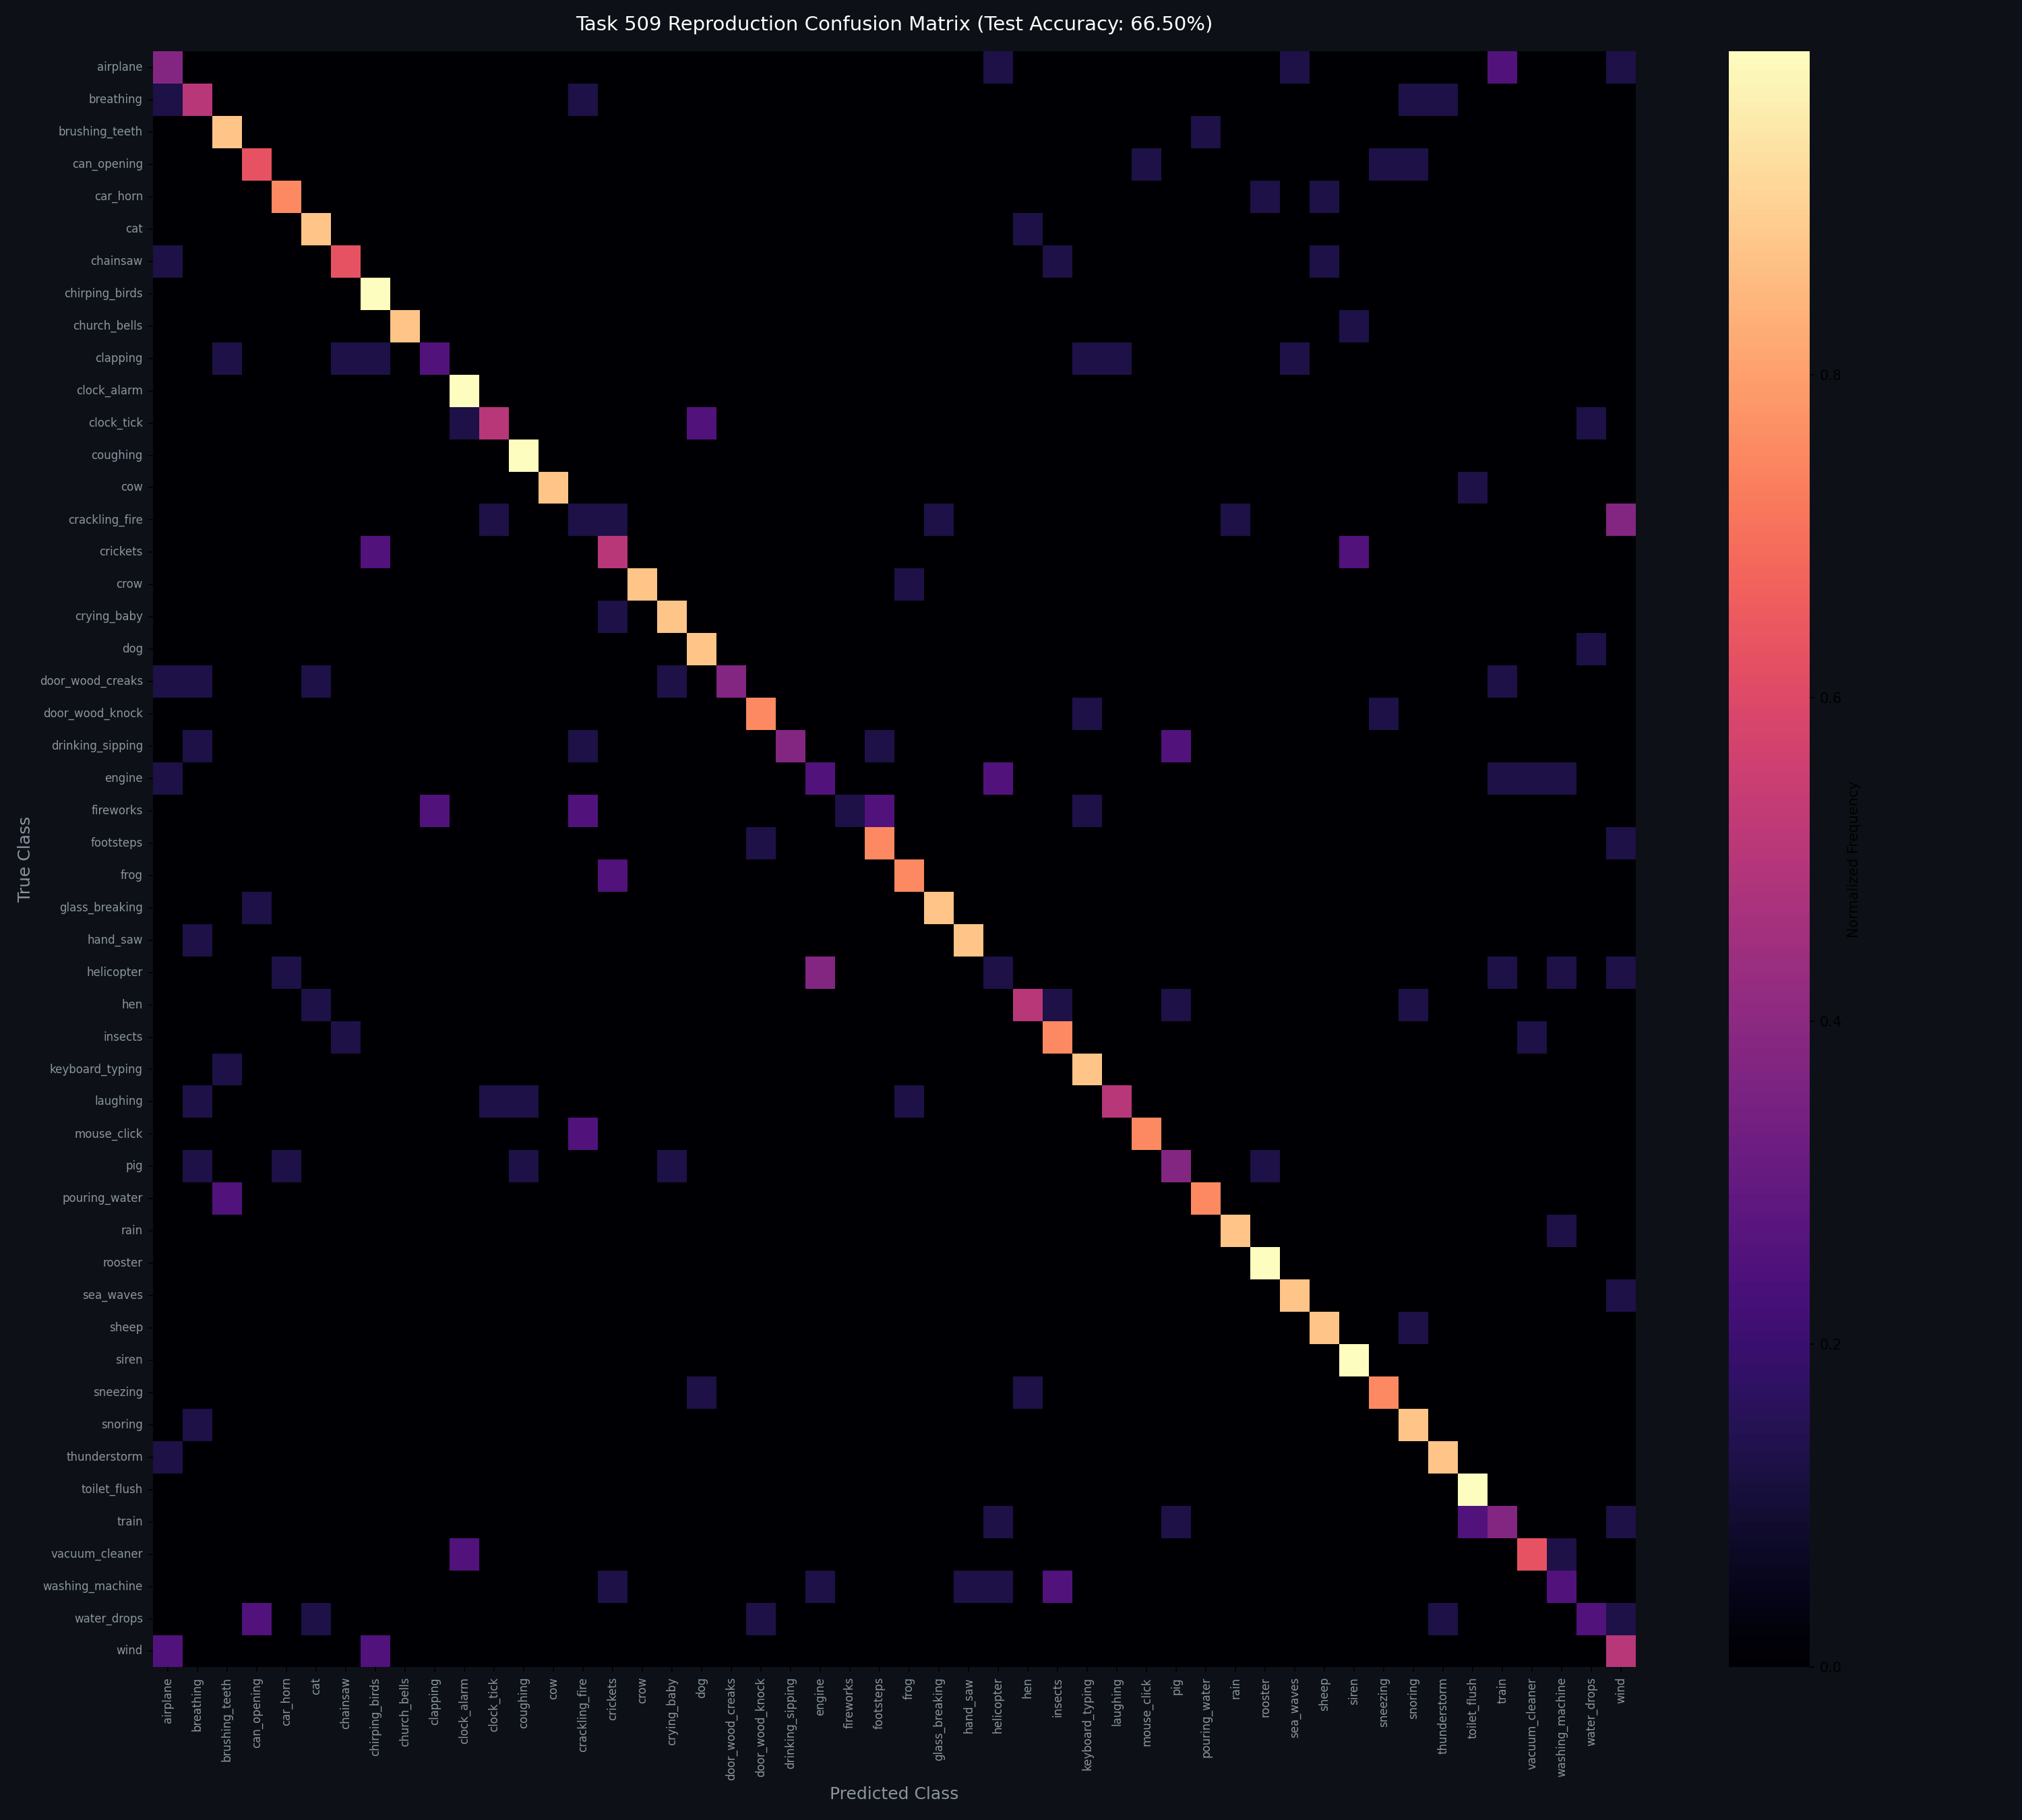 Task 509 Reproduction Confusion Matrix (Test Accuracy: 66.50%)
True Class
airplane
breathing
brushing_teeth
can_opening
car_horn
cat
chainsaw
chirping_birds
church_bells
clapping
clock_alarm
clock_tick
coughing
cow
crackling_fire
crickets
crow
crying_baby
dog
door_wood_creaks
door_wood_knock
drinking_sipping
engine
fireworks
footsteps
frog
glass_breaking
hand_saw
helicopter
hen
insects
keyboard_typing
laughing
mouse_click
pig
pouring_water
rain
rooster
sea_waves
sheep
siren
sneezing
snoring
thunderstorm
toilet_flush
train
vacuum_cleaner
washing_machine
water_drops
wind
airplane
breathing
brushing_teeth
can_opening
car_horn
cat
chainsaw
chirping_birds
church_bells
clapping
clock_alarm
clock_tick
coughing
cow
crackling_fire
crickets
crow
crying_baby
dog
door_wood_creaks
door_wood_knock
drinking_sipping
engine
fireworks
footsteps
frog
glass_breaking
hand_saw
helicopter
hen
insects
keyboard_typing
laughing
mouse_click
pig
pouring_water
rain
rooster
sea_waves
sheep
siren
sneezing
snoring
thunderstorm
toilet_flush
train
vacuum_cleaner
washing_machine
water_drops
wind
Predicted Class
0.8
0.6
0.4
0.2
0.0
Normalized Frequency